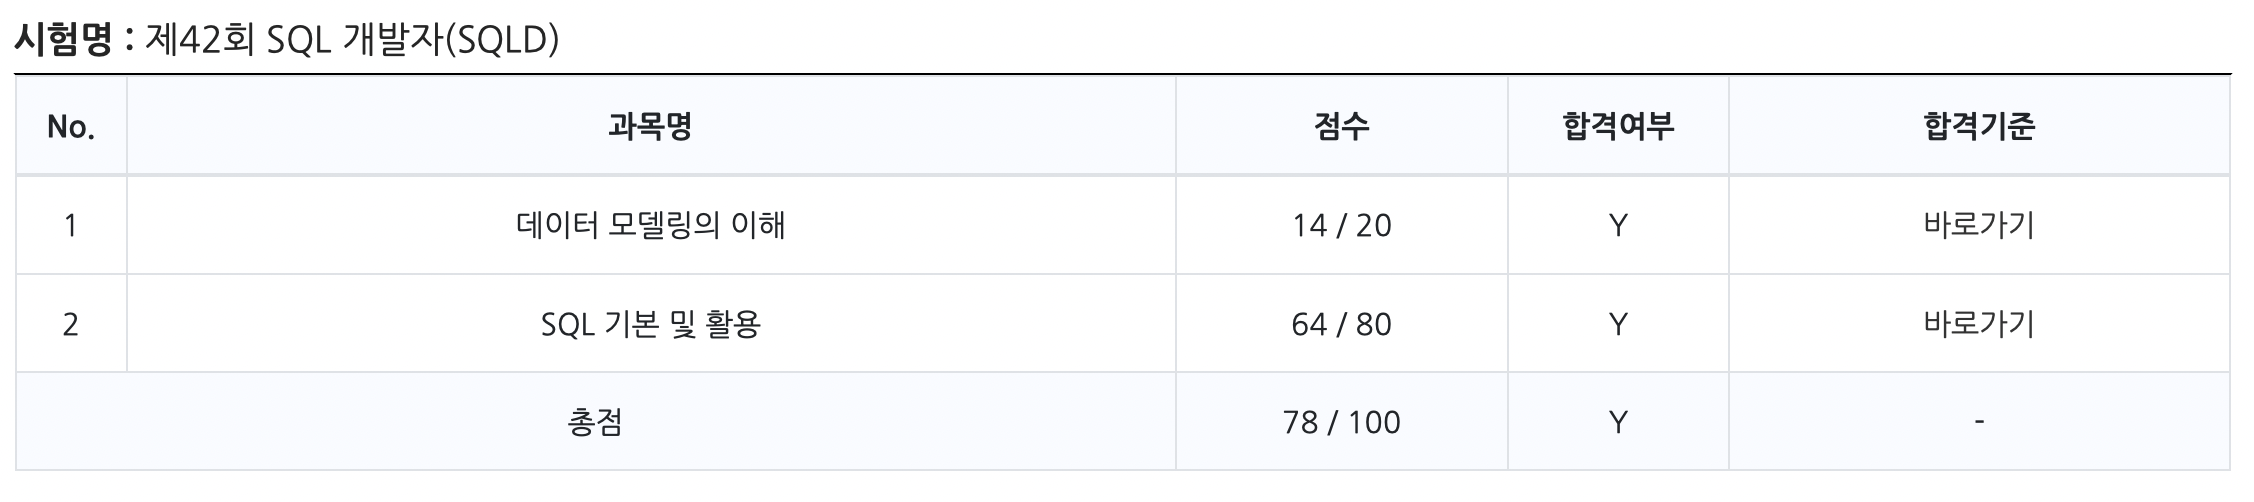 시험명 : 제42회 SQL 개발자(SQLD)
No. 과목명 점수 합격여부 합격기준
1 데이터 모델링의 이해 14 / 20 Y 바로가기
2 SQL 기본 및 활용 64 / 80 Y 바로가기
총점 78 / 100 Y -